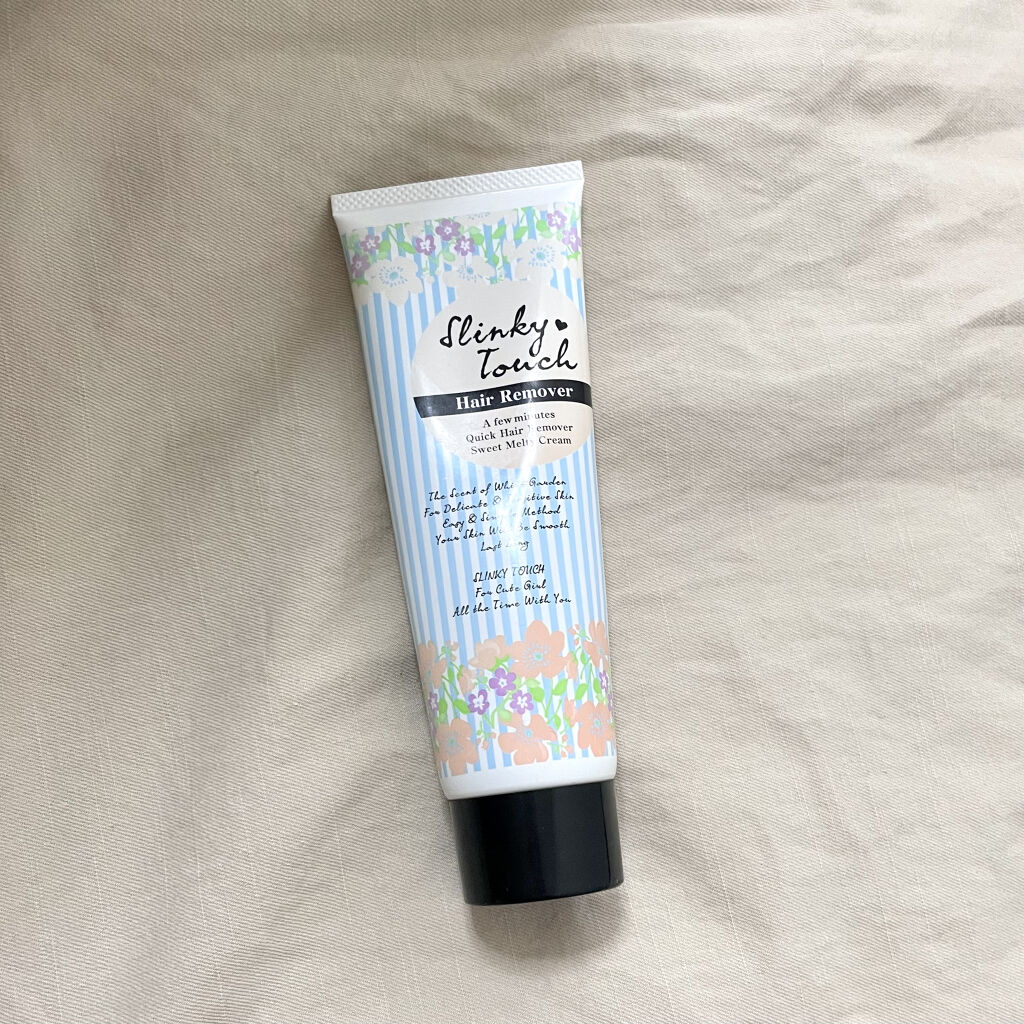 Slinky
Touch
Hair Remover
A few minutes
Quick Hair Remover
Sweet Melty Cream
The Scent of White Garden
For Delicate & Sensitive Skin
Easy & Simple Method
Your Skin Will Be Smooth
Last Long
SLINKY TOUCH
For Cute Girl
All the Time With You